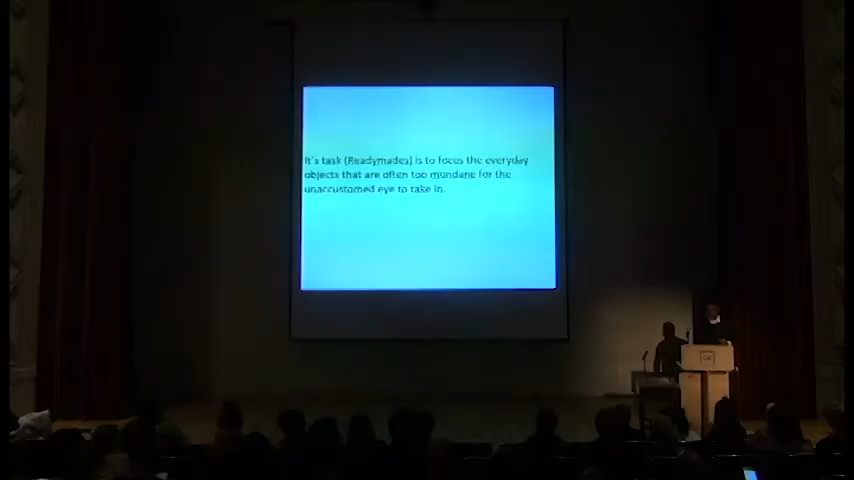 It's task (Readymades) is to focus the everyday
objects that are often too mundane for the
unaccustomed eye to take in.